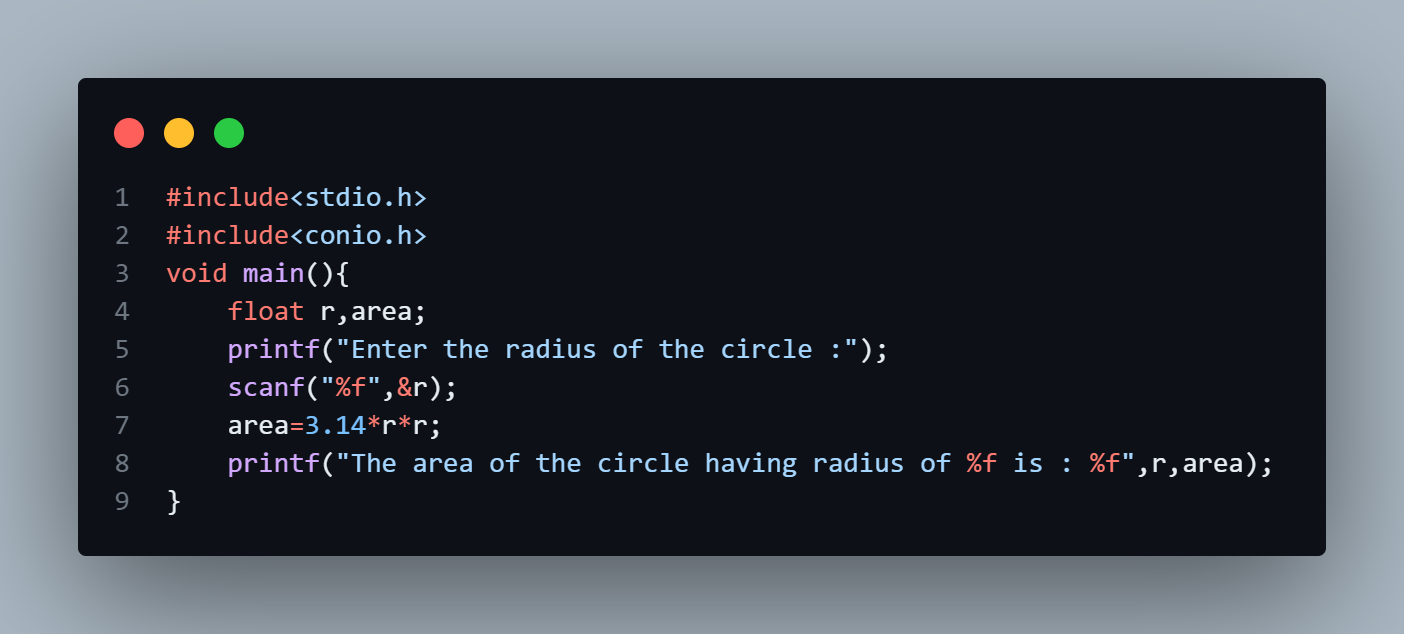 1 #include<stdio.h>
2 #include<conio.h>
3 void main(){
4     float r,area;
5     printf("Enter the radius of the circle :");
6     scanf("%f",&r);
7     area=3.14*r*r;
8     printf("The area of the circle having radius of %f is : %f",r,area);
9 }